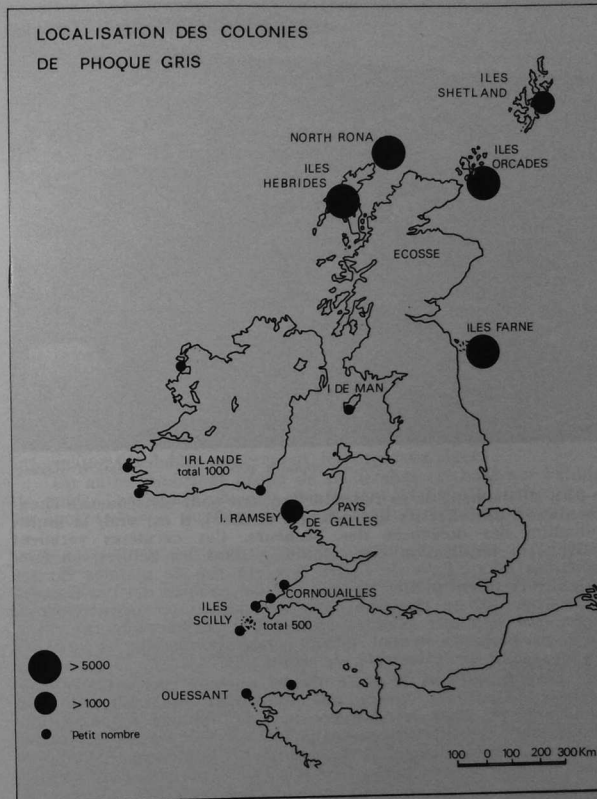 LOCALISATION DES COLONIES
DE PHOQUE GRIS
ILES
SHETLAND
NORTH RONA
ILES
ORCADES
ILES
HEBRIDES
ECOSSE
ILES FARNE
I DE MAN
IRLANDE
total 1000
I. RAMSEY
PAYS
DE GALLES
CORNOUAILLES
ILES
SCILLY
total 500
OUESSANT
> 5000
> 1000
Petit nombre
100 0 100 200 300Km